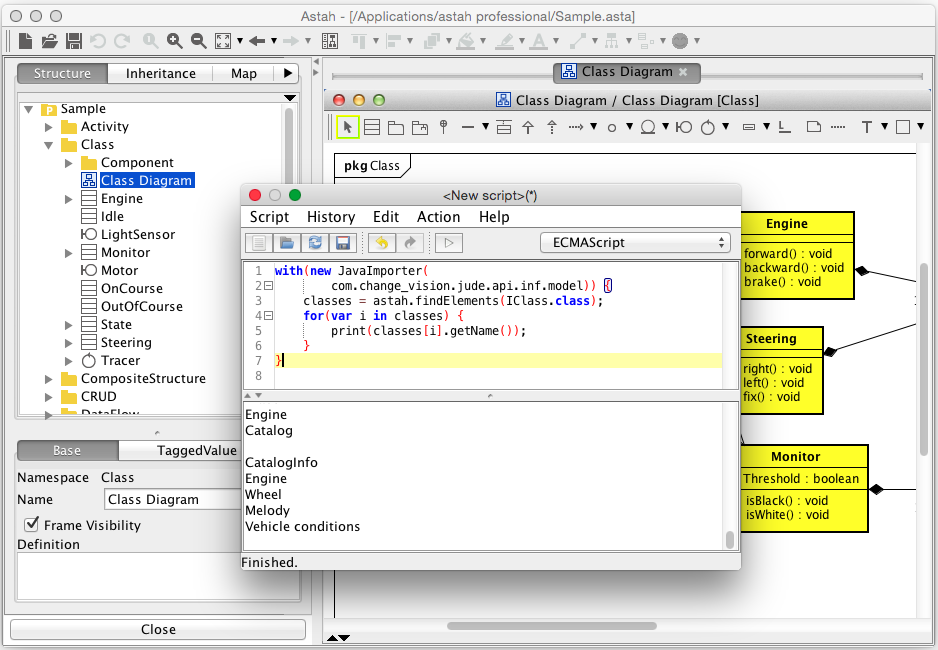 Astah - [/Applications/astah professional/Sample.asta]
Structure
Inheritance
Map
Sample
Activity
Class
Component
Class Diagram
Engine
Idle
LightSensor
Monitor
Motor
OnCourse
OutOfCourse
State
Steering
Tracer
CompositeStructure
CRUD
DataFlow
Base
TaggedValue
Namespace Class
Name Class Diagram
Frame Visibility
Definition
Close
Class Diagram
Class Diagram / Class Diagram [Class]
T
pkg Class
<New script>(*)
Script History Edit Action Help
ECMAScript
1 with(new JavaImporter(
2 com.change_vision.jude.api.inf.model)) {
3 classes = astah.findElements(IClass.class);
4 for(var i in classes) {
5 print(classes[i].getName());
6 }
7 }
8
Engine
Catalog
CatalogInfo
Engine
Wheel
Melody
Vehicle conditions
Finished.
Engine
forward() : void
backward() : void
brake() : void
Steering
right() : void
left() : void
fix() : void
Monitor
Threshold : boolean
isBlack() : void
isWhite() : void